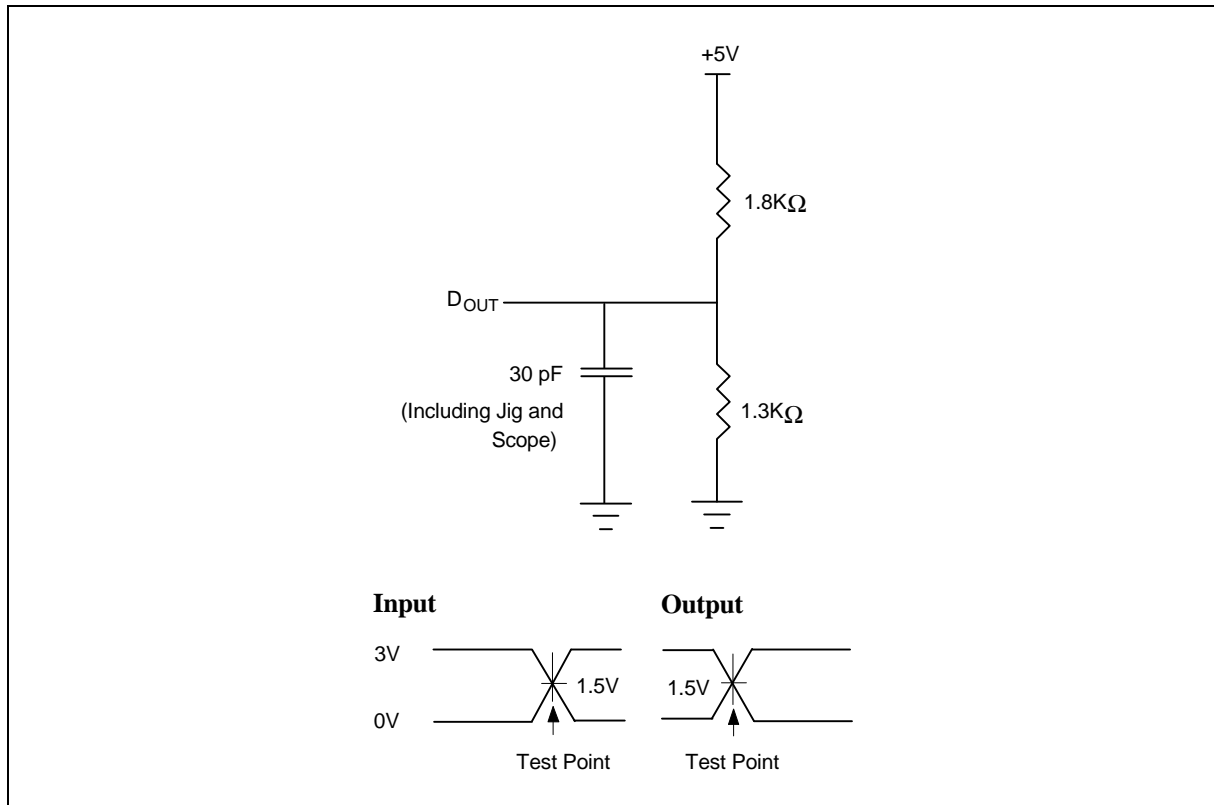 +5V
1.8KΩ
DOUT
30 pF
(Including Jig and
Scope)
1.3KΩ
Input
Output
3V
1.5V
1.5V
0V
Test Point
Test Point